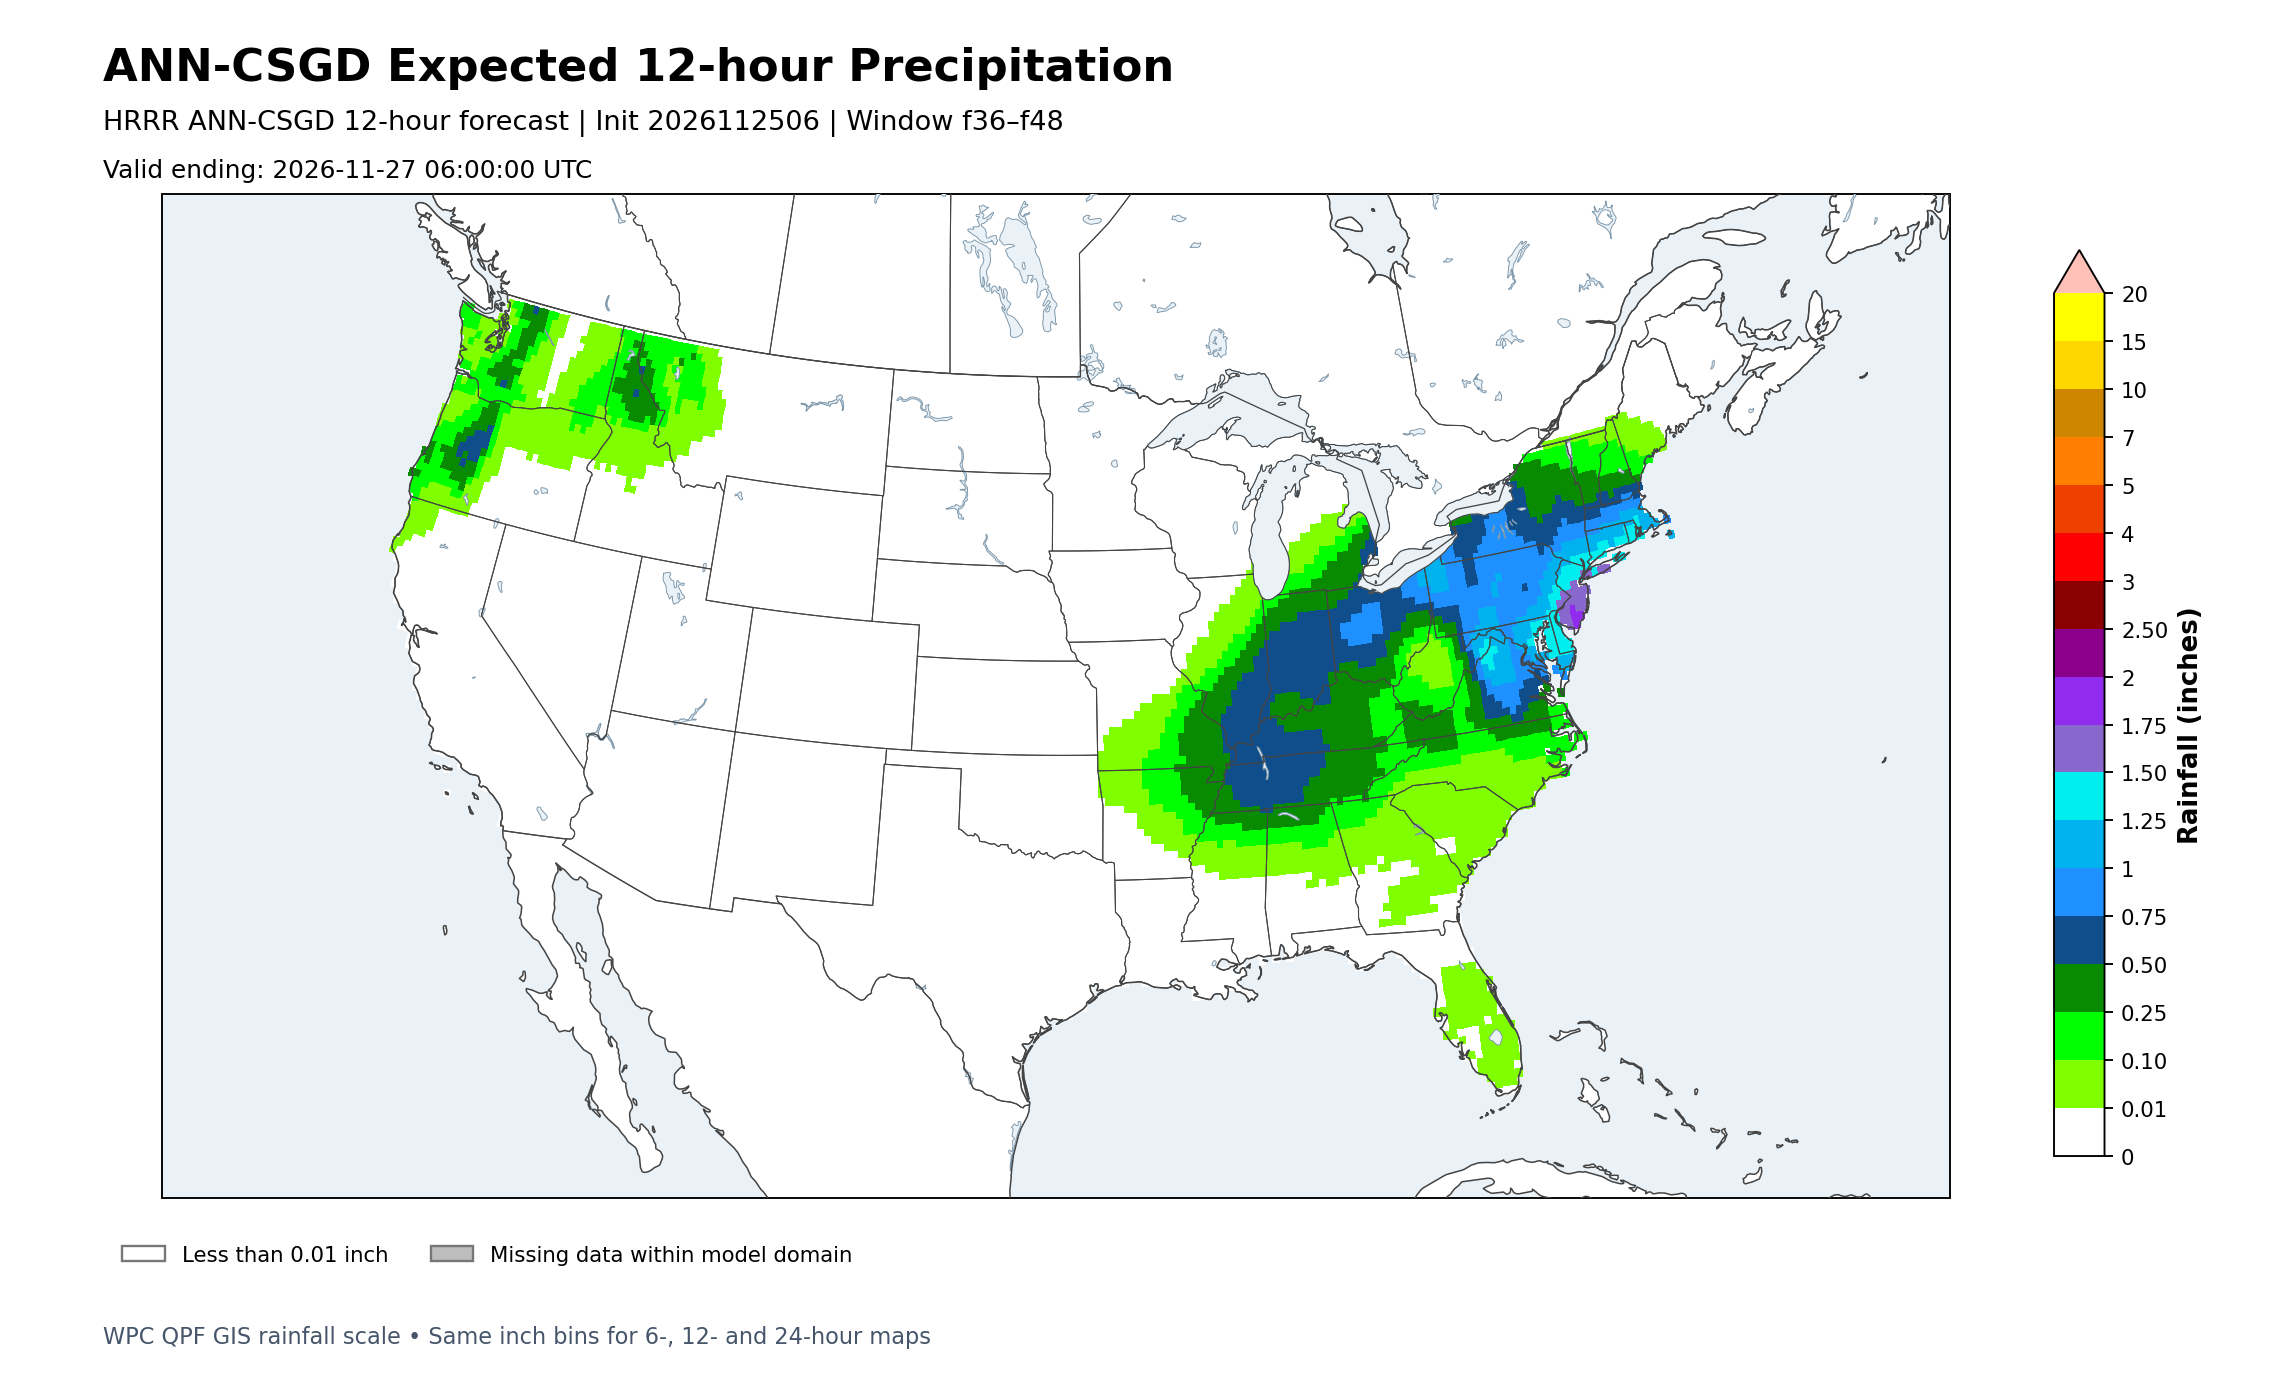 ANN-CSGD Expected 12-hour Precipitation
HRRR ANN-CSGD 12-hour forecast | Init 2026112506 | Window f36–f48
Valid ending: 2026-11-27 06:00:00 UTC
20
15
10
7
5
4
3
2.50
2
1.75
1.50
1.25
1
0.75
0.50
0.25
0.10
0.01
0
Rainfall (inches)
Less than 0.01 inch
Missing data within model domain
WPC QPF GIS rainfall scale • Same inch bins for 6-, 12- and 24-hour maps